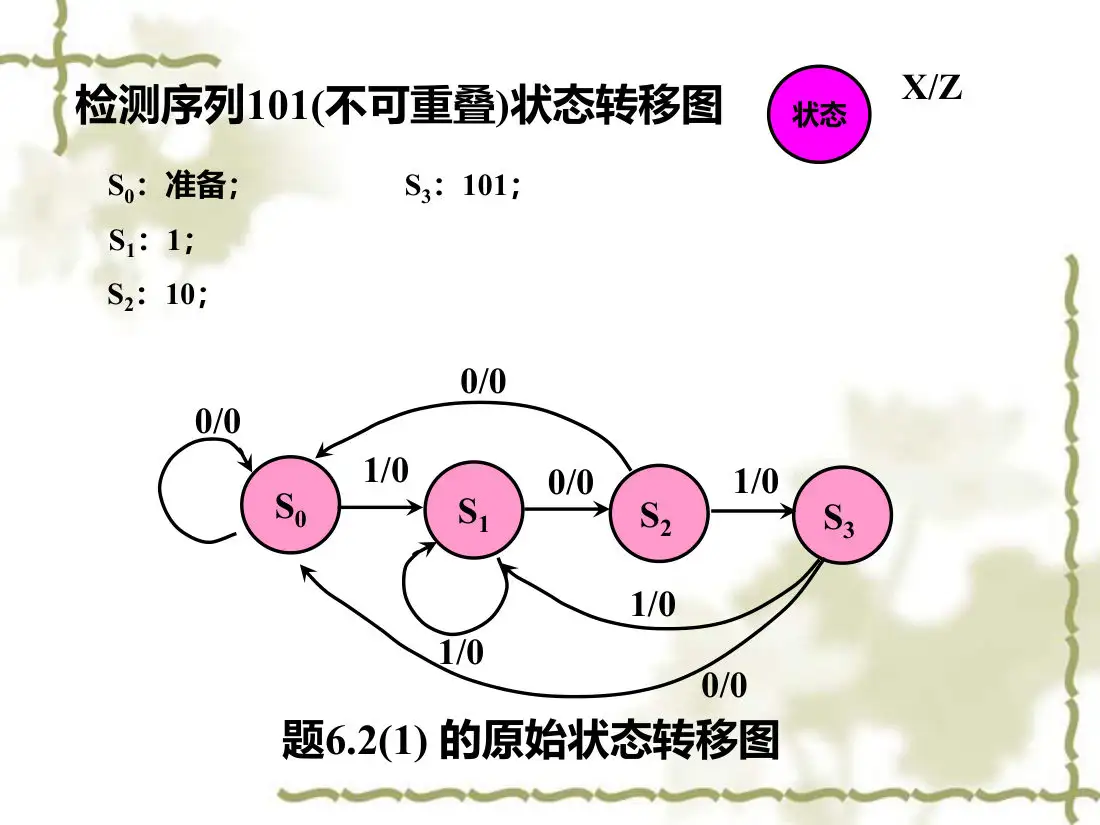 检测序列101(不可重叠)状态转移图
状态
X/Z
S0：准备；
S3：101；
S1：1；
S2：10；
0/0
0/0
1/0
0/0
1/0
S0
S1
S2
S3
1/0
1/0
0/0
题6.2(1) 的原始状态转移图